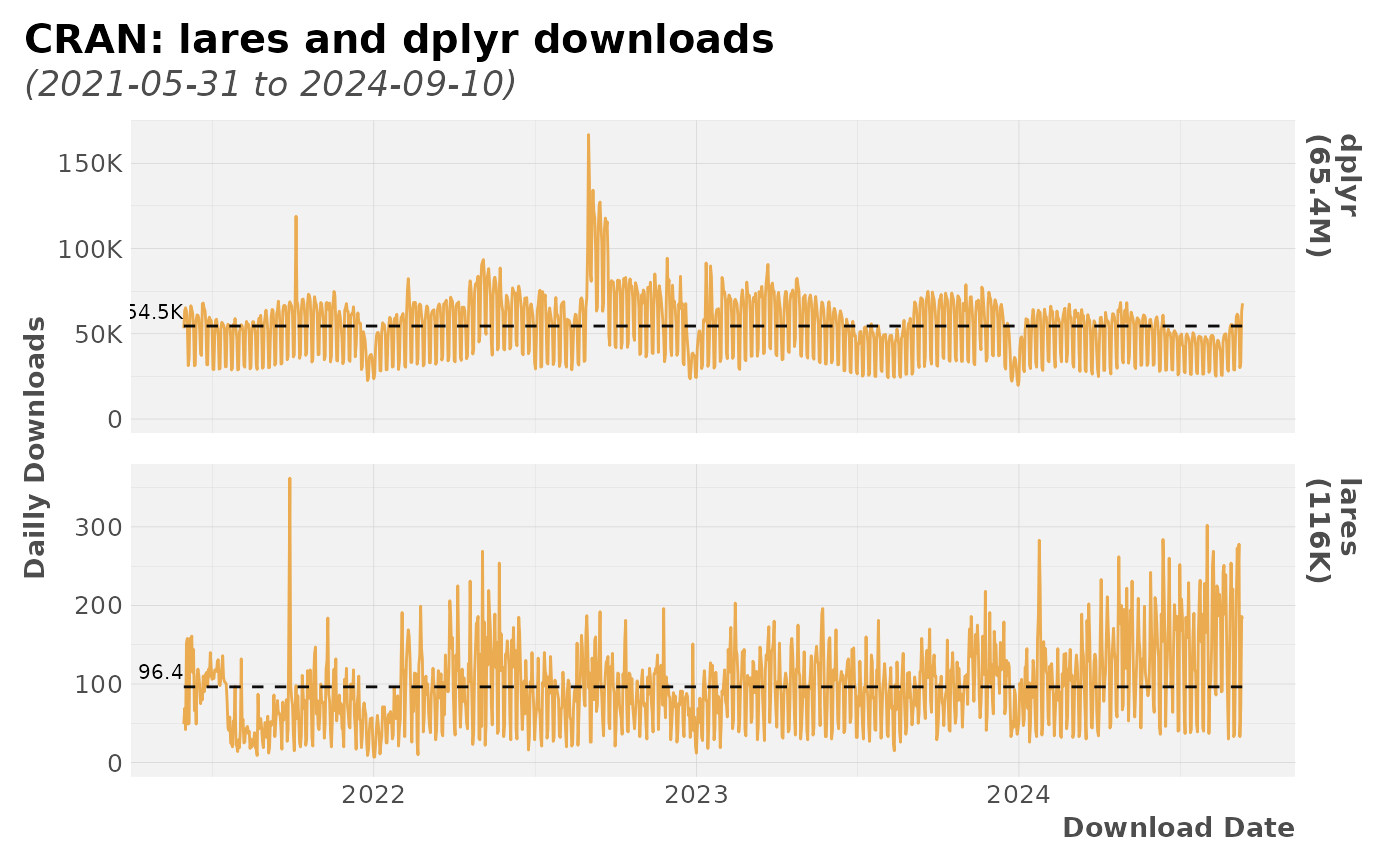 CRAN: lares and dplyr downloads
(2021-05-31 to 2024-09-10)
Dailly Downloads
150K
100K
50K
0
54.5K
dplyr
(65.4M)
300
200
100
0
96.4
lares
(116K)
2022
2023
2024
Download Date